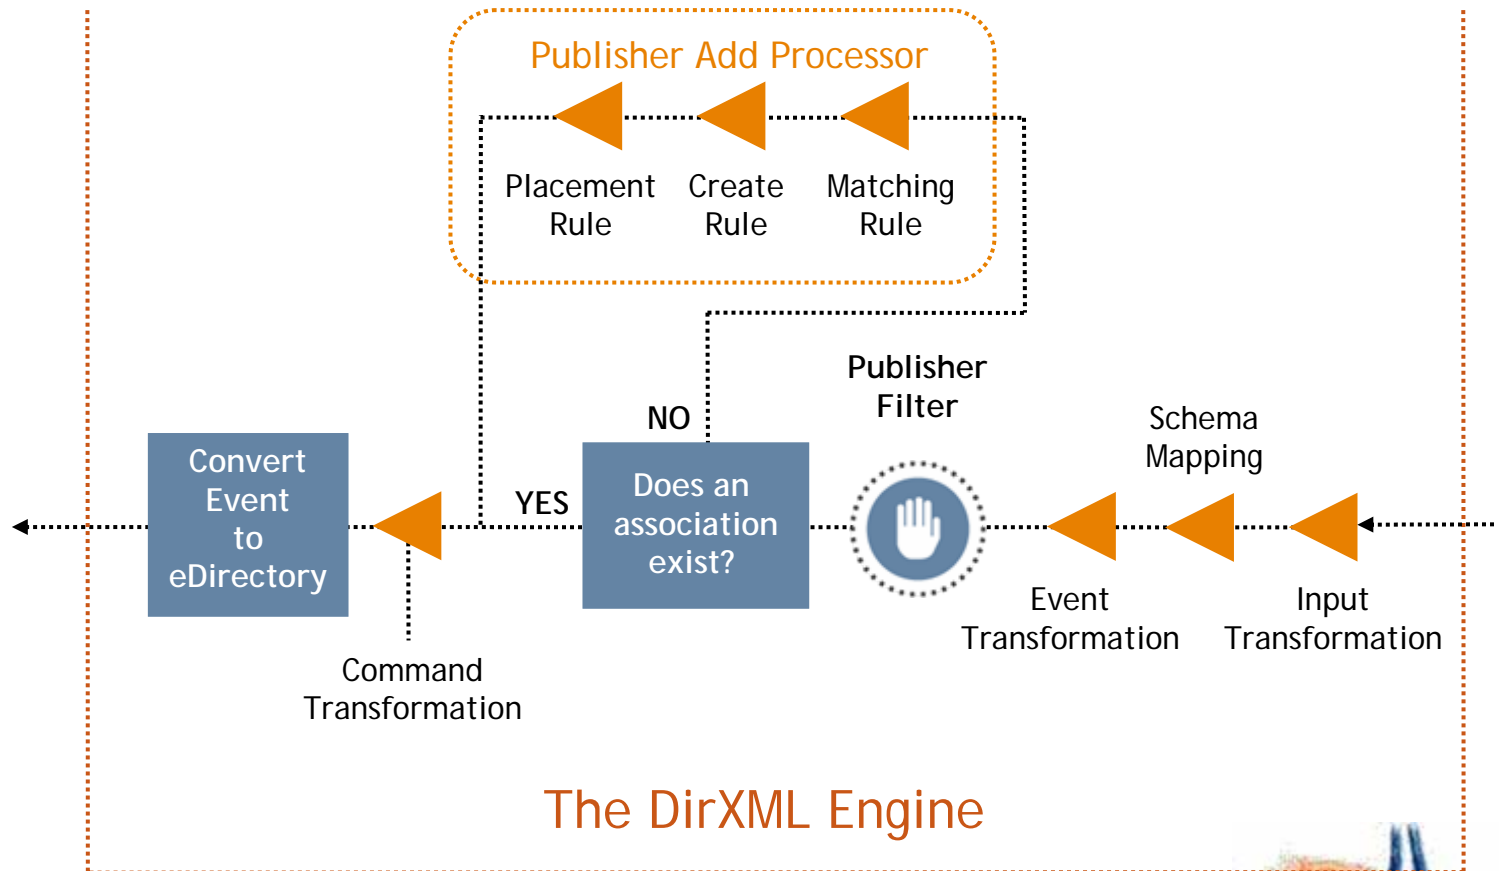 Publisher Add Processor
Placement
Rule
Create
Rule
Matching
Rule
Publisher
Filter
NO
Schema
Mapping
Convert
Event
to
eDirectory
YES
Does an
association
exist?
Event
Transformation
Input
Transformation
Command
Transformation
The DirXML Engine